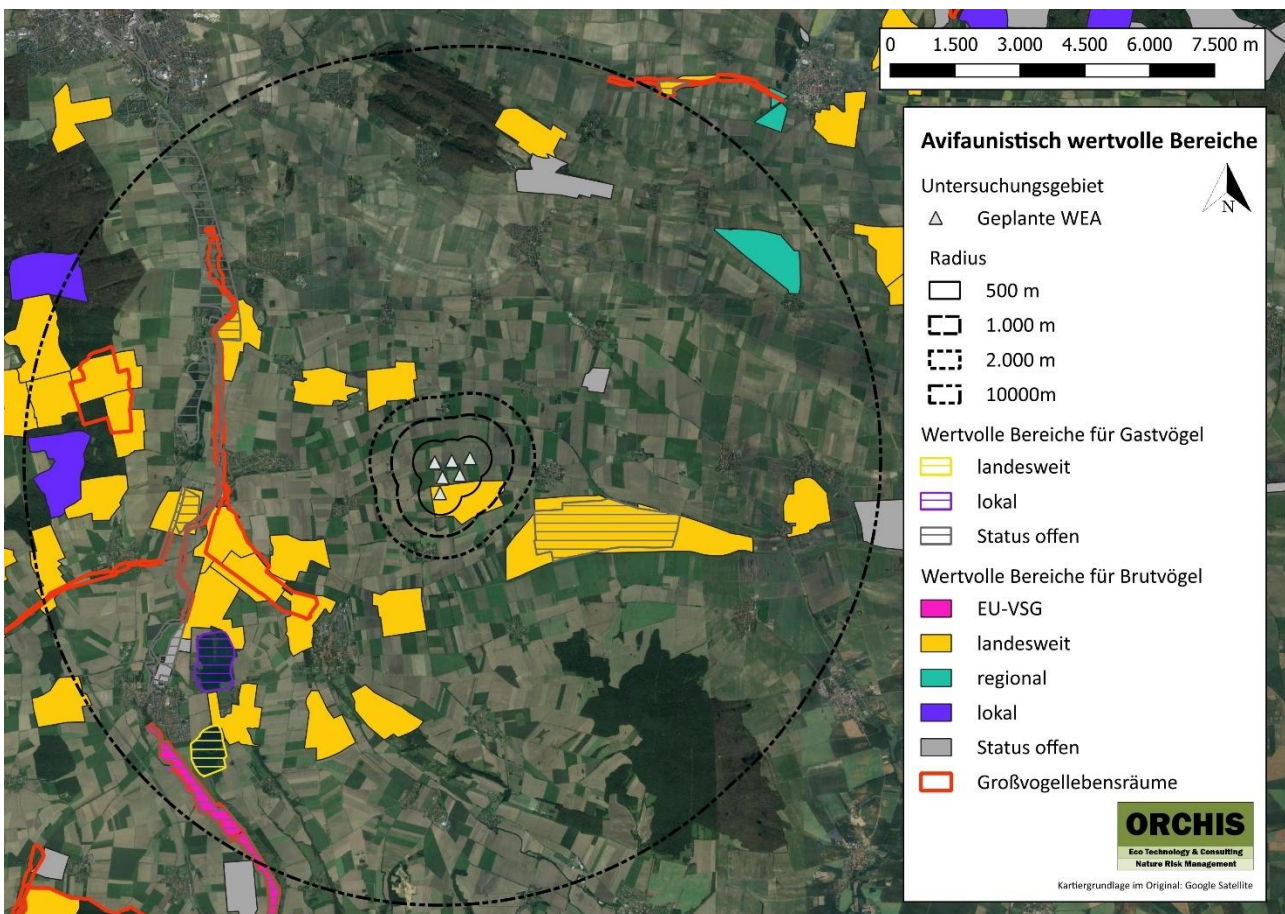 0 1.500 3.000 4.500 6.000 7.500 m
Avifaunistisch wertvolle Bereiche
Untersuchungsgebiet
N
Geplante WEA
Radius
500 m
1.000 m
2.000 m
10000m
Wertvolle Bereiche für Gastvögel
landesweit
lokal
Status offen
Wertvolle Bereiche für Brutvögel
EU-VSG
landesweit
regional
lokal
Status offen
Großvogellebensräume
ORCHIS
Eco Technology & Consulting
Nature Risk Management
Kartiergrundlage im Original: Google Satellite